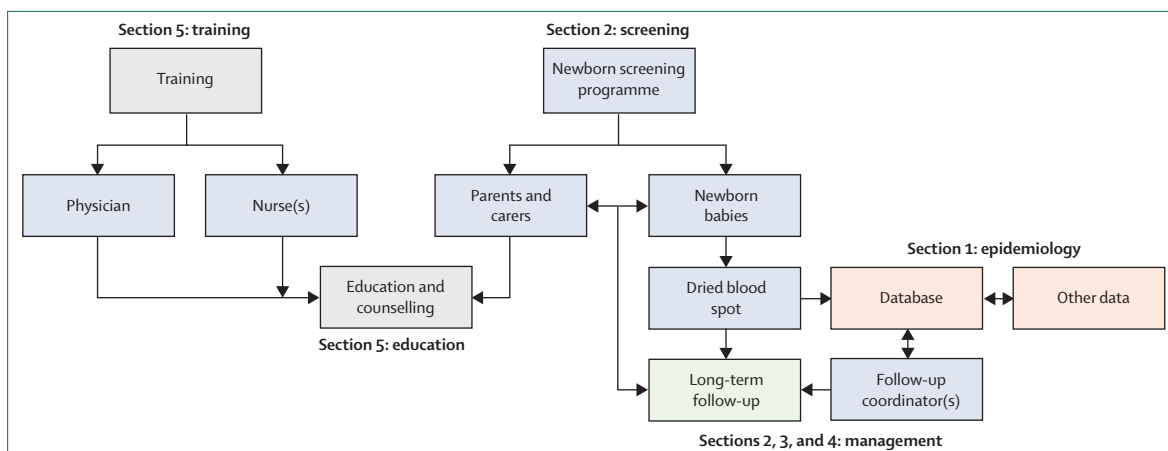 Section 5: training
Section 2: screening
Training
Newborn screening
programme
Physician
Nurse(s)
Parents and
carers
Newborn
babies
Section 1: epidemiology
Education and
counselling
Dried blood
spot
Database
Other data
Section 5: education
Long-term
follow-up
Follow-up
coordinator(s)
Sections 2, 3, and 4: management